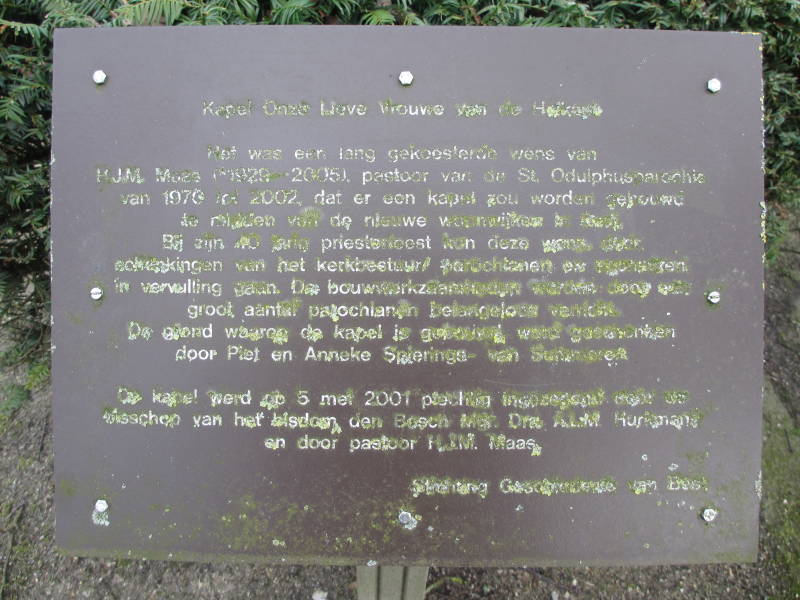 Kapel Onze Lieve Vrouwe van de Heikapt
Het was een lang gekoesterde wens van
H.J.M. Maas (*1929 - 2005), pastoor van de St. Odulphusparochie
van 1970 tot 2002, dat er een kapel zou worden gebouwd
te midden van de nieuwe woonwijken in Best.
Bij zijn 40 jarig priesterfeest kon deze wens door
schenkingen van het kerkbestuur, parochianen en
in vervulling gaan. De bouwwerkzaamheden werden door een
groot aantal parochianen belangeloos verricht.
De grond waarop de kapel is gebouwd, werd geschonken
door Piet en Anneke Spierings - van
De kapel werd op 5 mei 2001 plechtig ingezegend door de
bisschop van het bisdom den Bosch Mgr. Drs. A.L.M. Hurkmans
en door pastoor H.J.M. Maas.
Stichting Geschiedenis van Best